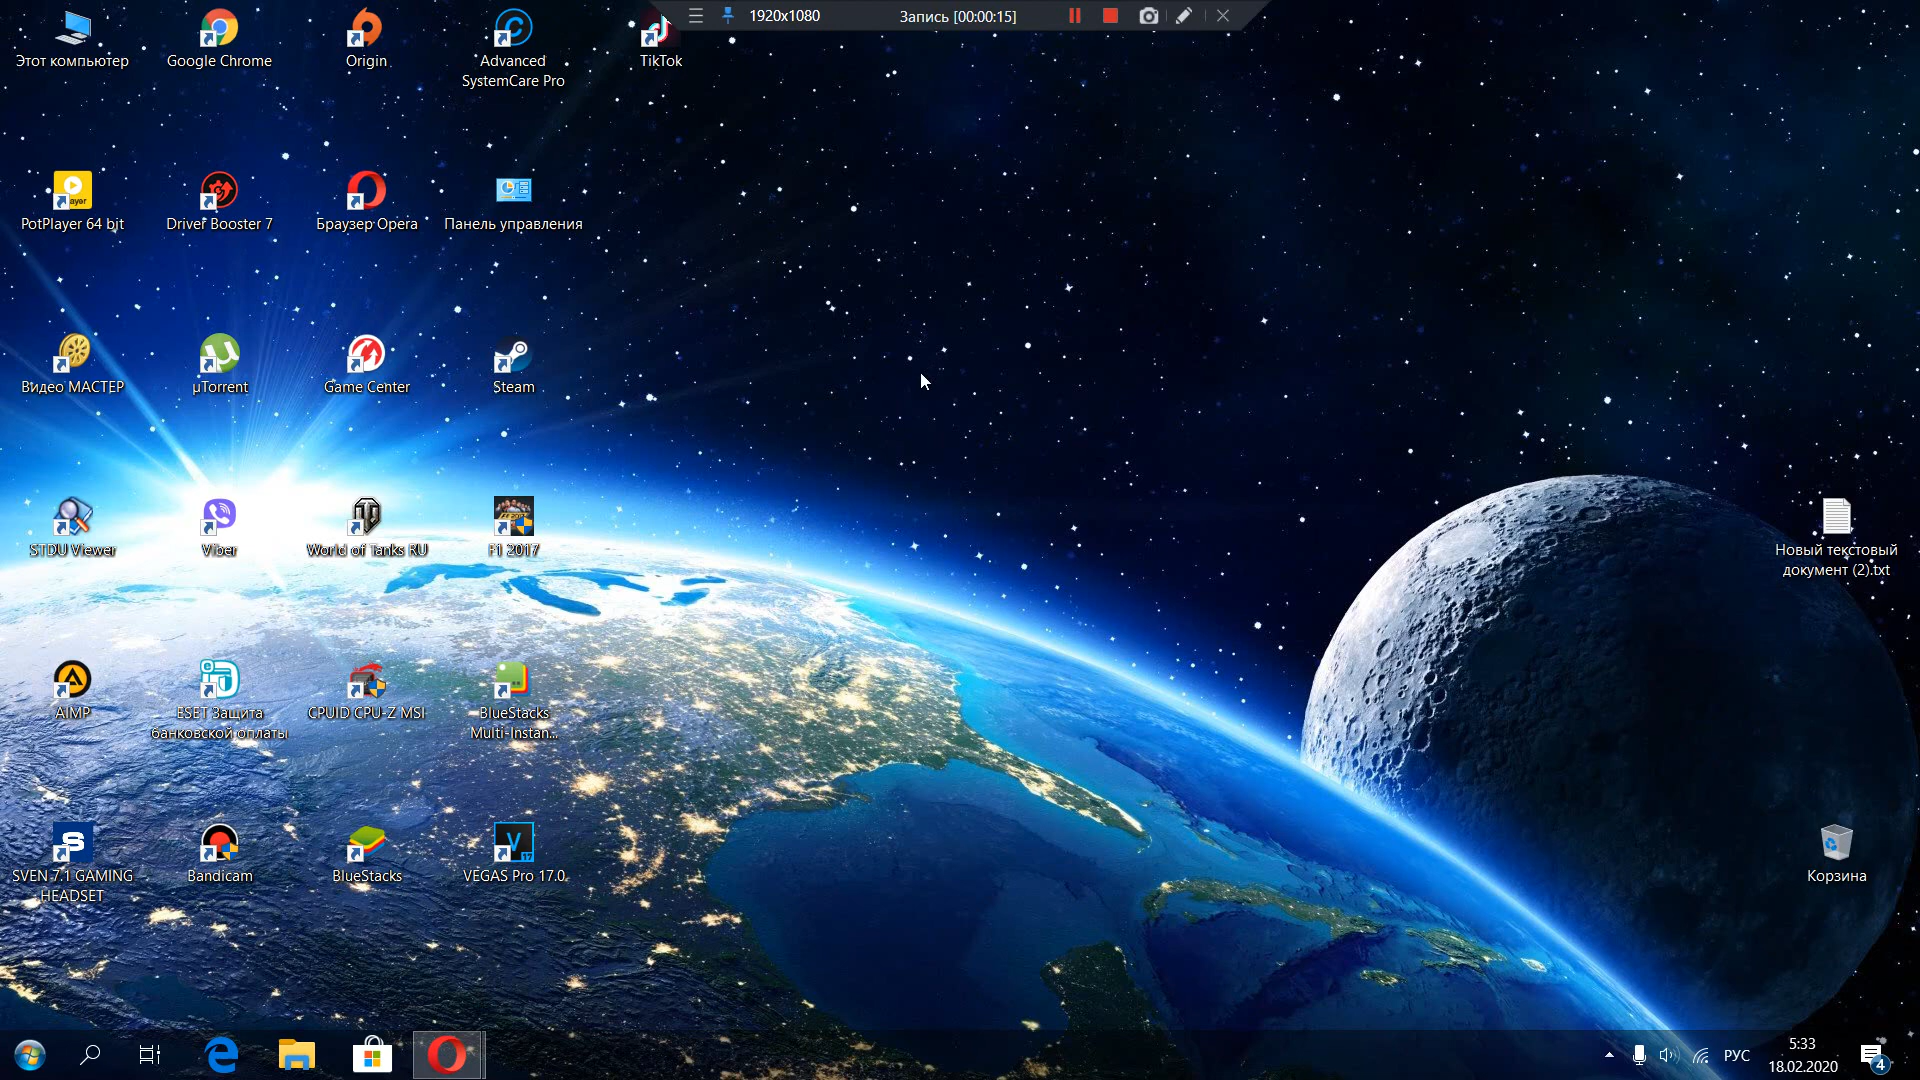 1920x1080
Запись [00:00:15]
Этот компьютер
Google Chrome
Origin
Advanced
SystemCare Pro
TikTok
PotPlayer 64 bit
Driver Booster 7
Браузер Opera
Панель управления
Видео МАСТЕР
µTorrent
Game Center
Steam
STDU Viewer
Viber
World of Tanks RU
F1 2017
Новый текстовый
документ (2).txt
AIMP
ESET Защита
банковской оплаты
CPUID CPU-Z MSI
BlueStacks
Multi-Instan...
SVEN 7.1 GAMING
HEADSET
Bandicam
BlueStacks
VEGAS Pro 17.0
Корзина
РУС
5:33
18.02.2020
4